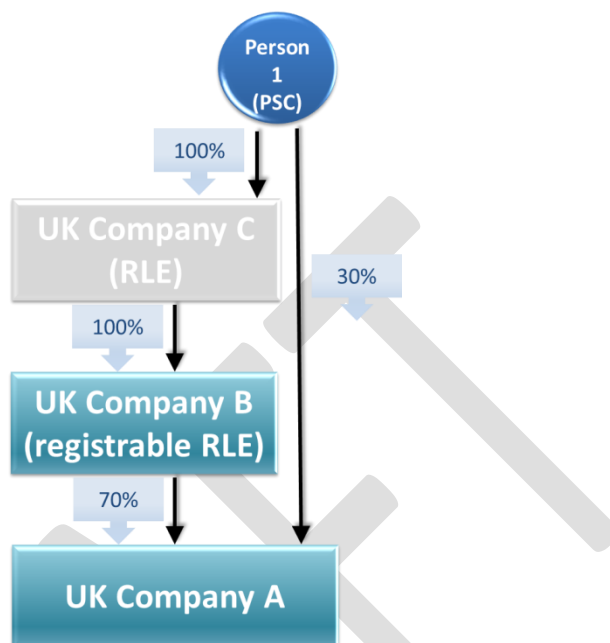 Person
1
(PSC)
100%
UK Company C
(RLE)
30%
100%
UK Company B
(registrable RLE)
70%
UK Company A